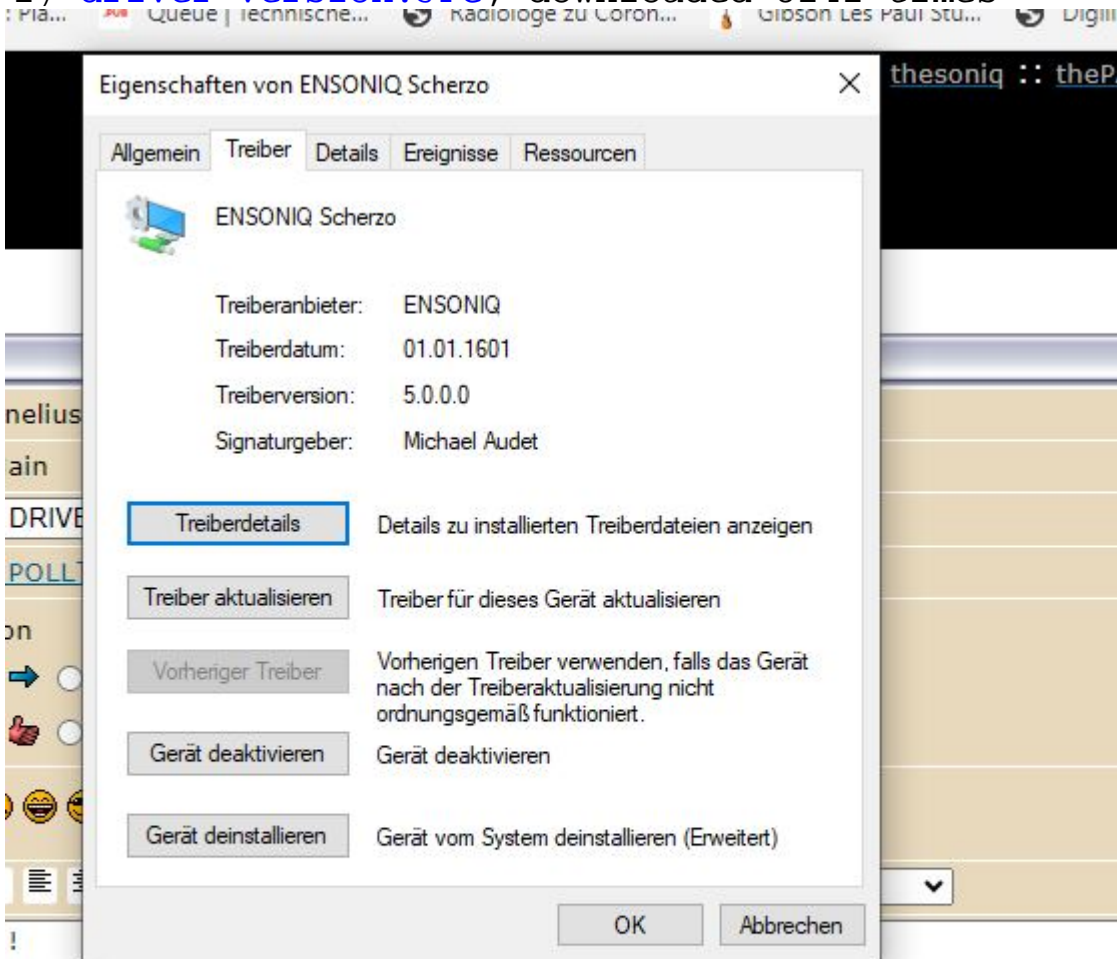 Queue | Technische...
Radiologe zu Coron...
Gibson Les Paul Stu...
thesoniq :: theP
Eigenschaften von ENSONIQ Scherzo
Allgemein Treiber Details Ereignisse Ressourcen
ENSONIQ Scherzo
Treiberanbieter: ENSONIQ
Treiberdatum: 01.01.1601
Treiberversion: 5.0.0.0
Signaturgeber: Michael Audet
nelius
ain
DRIVE
POLL
on
Treiberdetails Details zu installierten Treiberdateien anzeigen
Treiber aktualisieren Treiber für dieses Gerät aktualisieren
Vorheriger Treiber Vorherigen Treiber verwenden, falls das Gerät
nach der Treiberaktualisierung nicht
ordnungsgemäß funktioniert.
Gerät deaktivieren Gerät deaktivieren
Gerät deinstallieren Gerät vom System deinstallieren (Erweitert)
OK Abbrechen
!